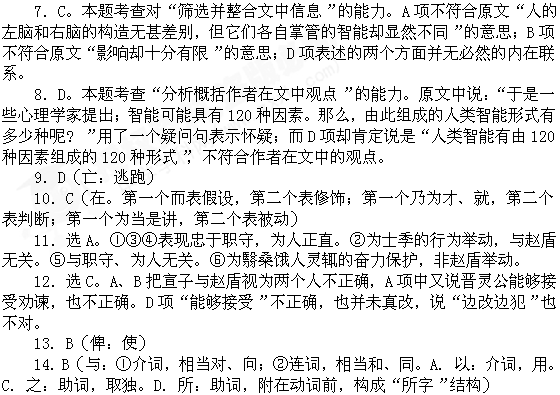 7. C。本题考查对“筛选并整合文中信息”的能力。A项不符合原文“人的
左脑和右脑的构造无甚差别，但它们各自掌管的智能却显然不同”的意思；B项
不符合原文“影响却十分有限”的意思；D项表述的两个方面并无必然的内在联
系。
8. D。本题考查“分析概括作者在文中观点”的能力。原文中说：“于是一
些心理学家提出；智能可能具有120种因素。那么，由此组成的人类智能形式有
多少种呢？”用了一个疑问句表示怀疑；而D项却肯定说是“人类智能有由120
种因素组成的120种形式”，不符合作者在文中的观点。
9. D（亡：逃跑）
10. C（在。第一个而表假设，第二个表修饰；第一个乃为才、就，第二个
表判断；第一个为当是讲，第二个表被动）
11. 选A。①③④表现忠于职守，为人正直。②为士季的行为举动，与赵盾
无关。⑤与职守、为人无关。⑥为翳桑饿人灵辄的奋力保护，非赵盾举动。
12. 选C。A、B把宣子与赵盾视为两个人不正确，A项中又说晋灵公能够接
受劝谏，也不正确。D项“能够接受”不正确，也并未真改，说“边改边犯”也
不对。
13. B（俾：使）
14. B（与：①介词，相当对、向；②连词，相当和、同。A. 以：介词，用。
C. 之：助词，取独。D. 所：助词，附在动词前，构成“所字”结构）